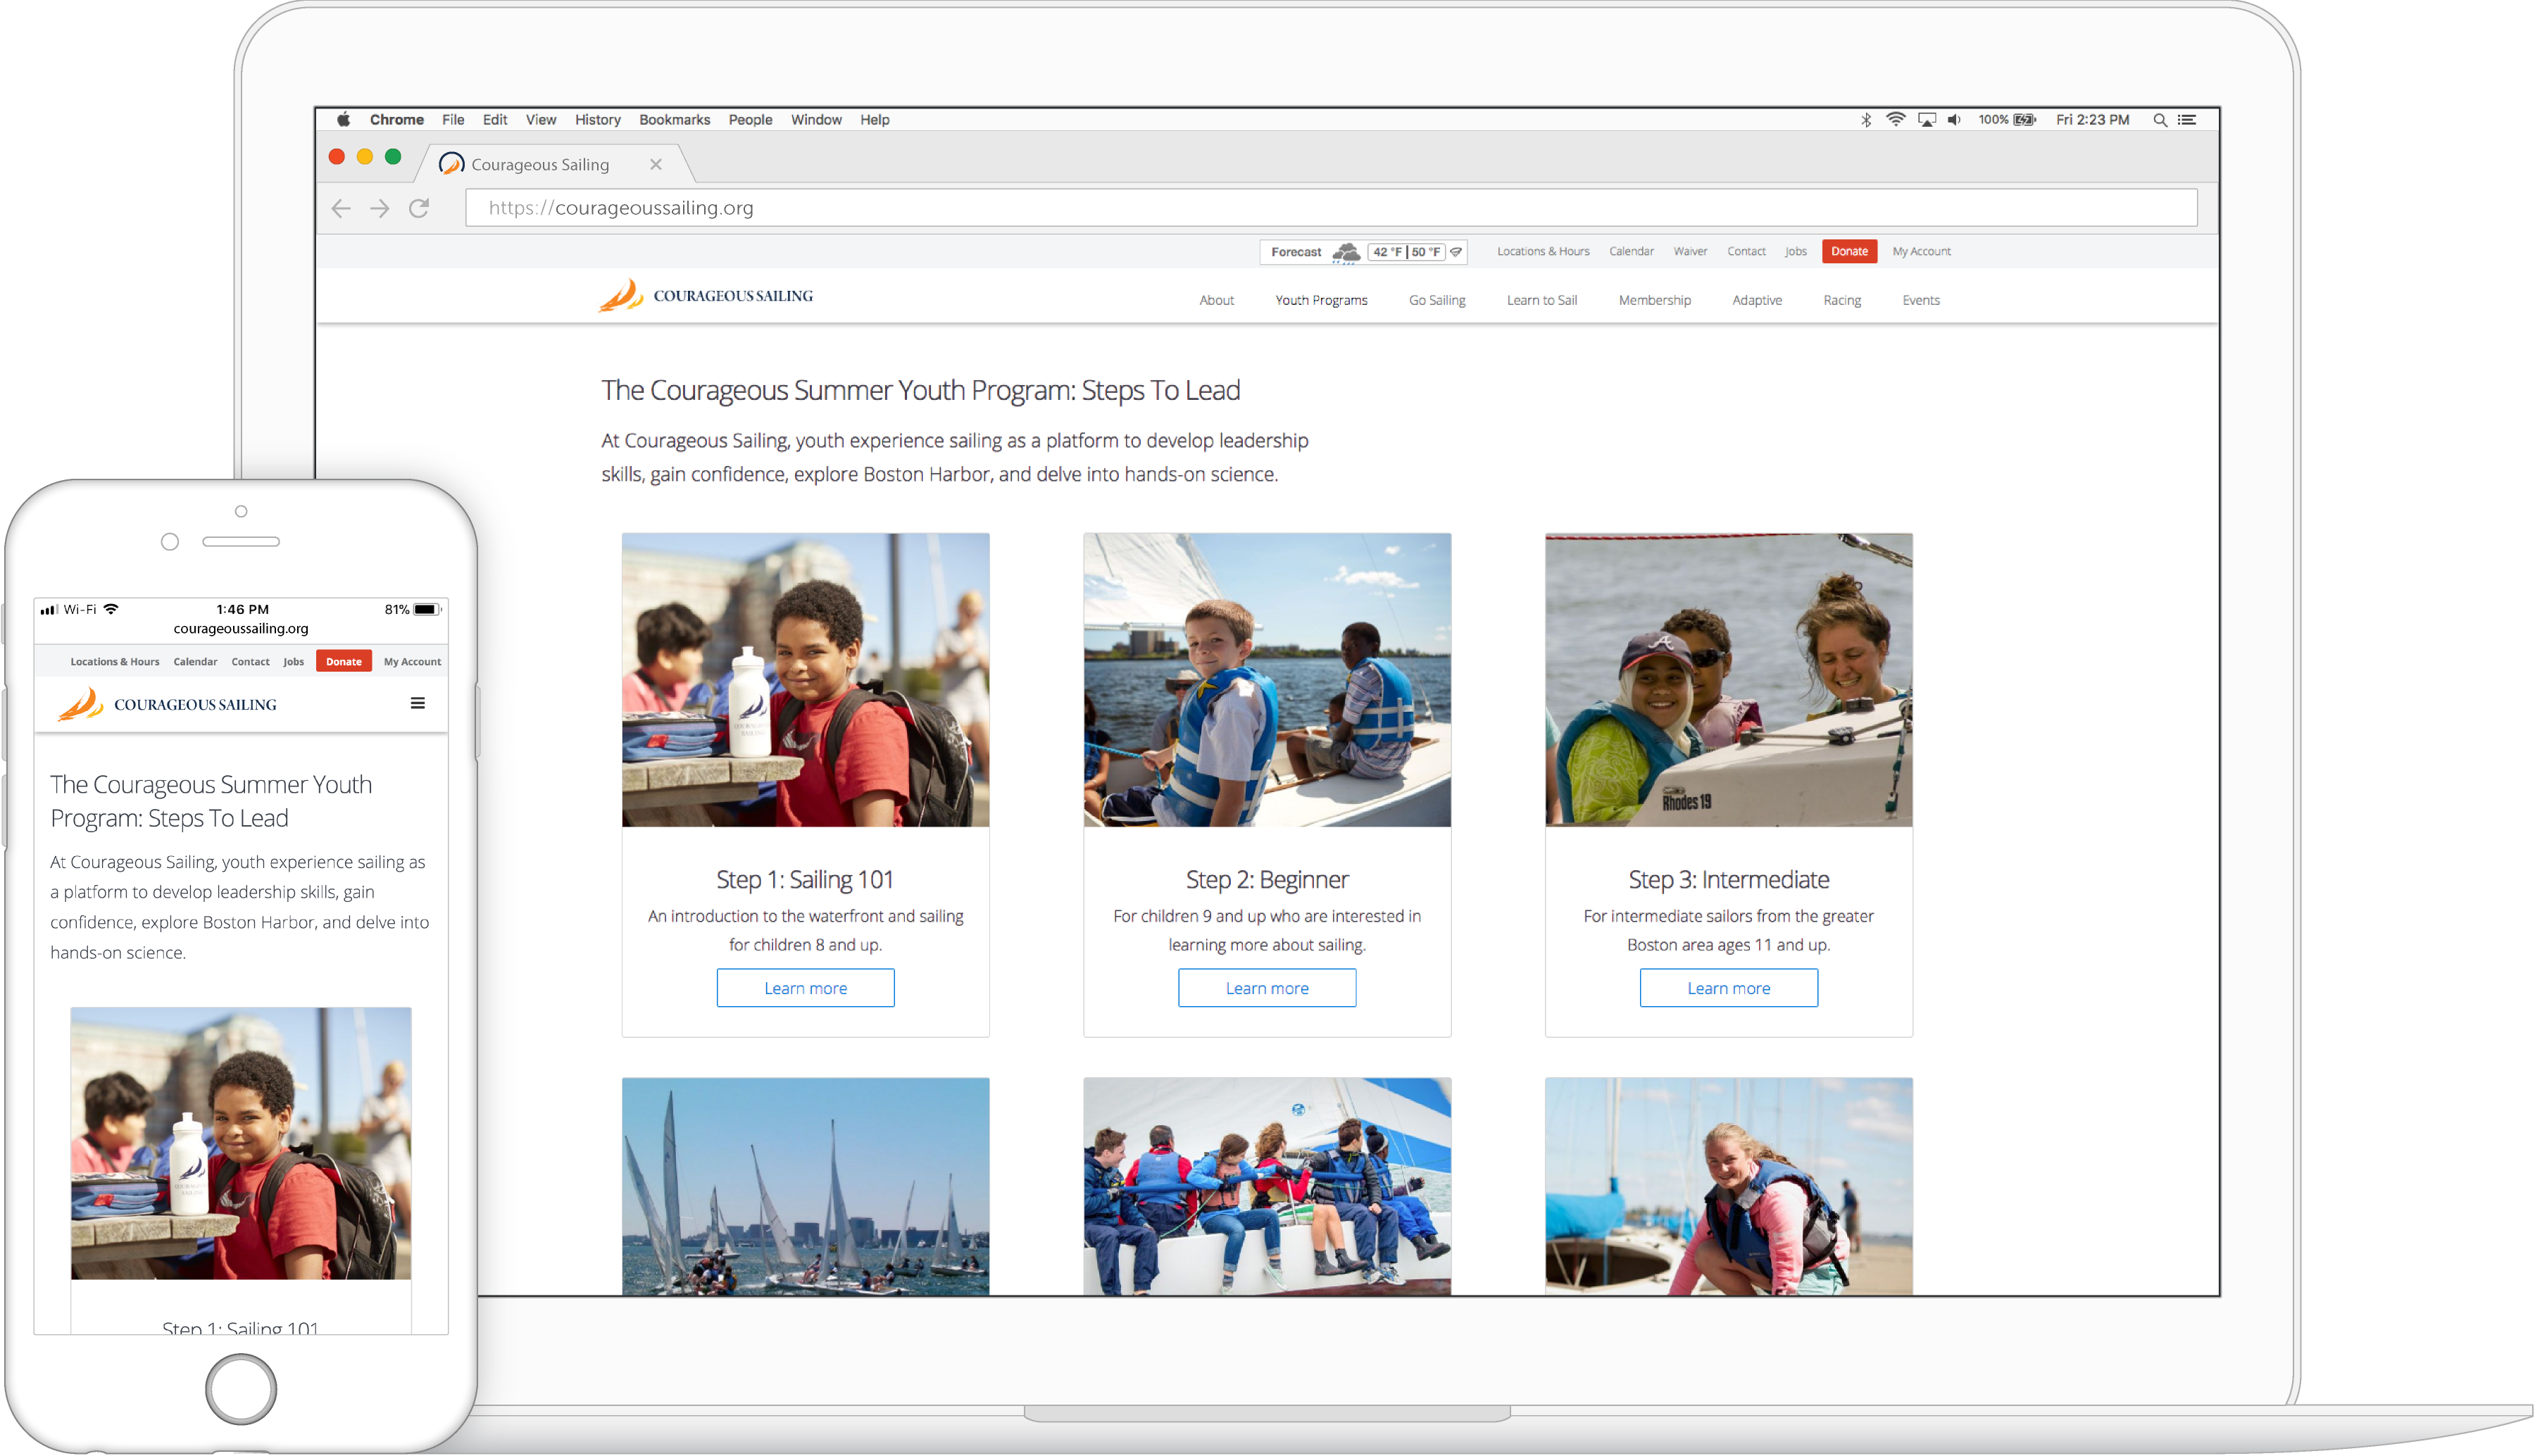 Chrome File Edit View History Bookmarks People Window Help 100% Fri 2:23 PM
Courageous Sailing
https://courageoussailing.org
Forecast 42 °F 50 °F Locations & Hours Calendar Waiver Contact Jobs Donate My Account
COURAGEOUS SAILING
About Youth Programs Go Sailing Learn to Sail Membership Adaptive Racing Events
The Courageous Summer Youth Program: Steps To Lead
At Courageous Sailing, youth experience sailing as a platform to develop leadership
skills, gain confidence, explore Boston Harbor, and delve into hands-on science.
A
Rhodes 19
Step 1: Sailing 101
An introduction to the waterfront and sailing
for children 8 and up.
Learn more
Step 2: Beginner
For children 9 and up who are interested in
learning more about sailing.
Learn more
Step 3: Intermediate
For intermediate sailors from the greater
Boston area ages 11 and up.
Learn more
Wi-Fi 1:46 PM 81%
courageoussailing.org
Locations & Hours Calendar Contact Jobs Donate My Account
COURAGEOUS SAILING
The Courageous Summer Youth
Program: Steps To Lead
At Courageous Sailing, youth experience sailing as
a platform to develop leadership skills, gain
confidence, explore Boston Harbor, and delve into
hands-on science.
Step 1: Sailing 101